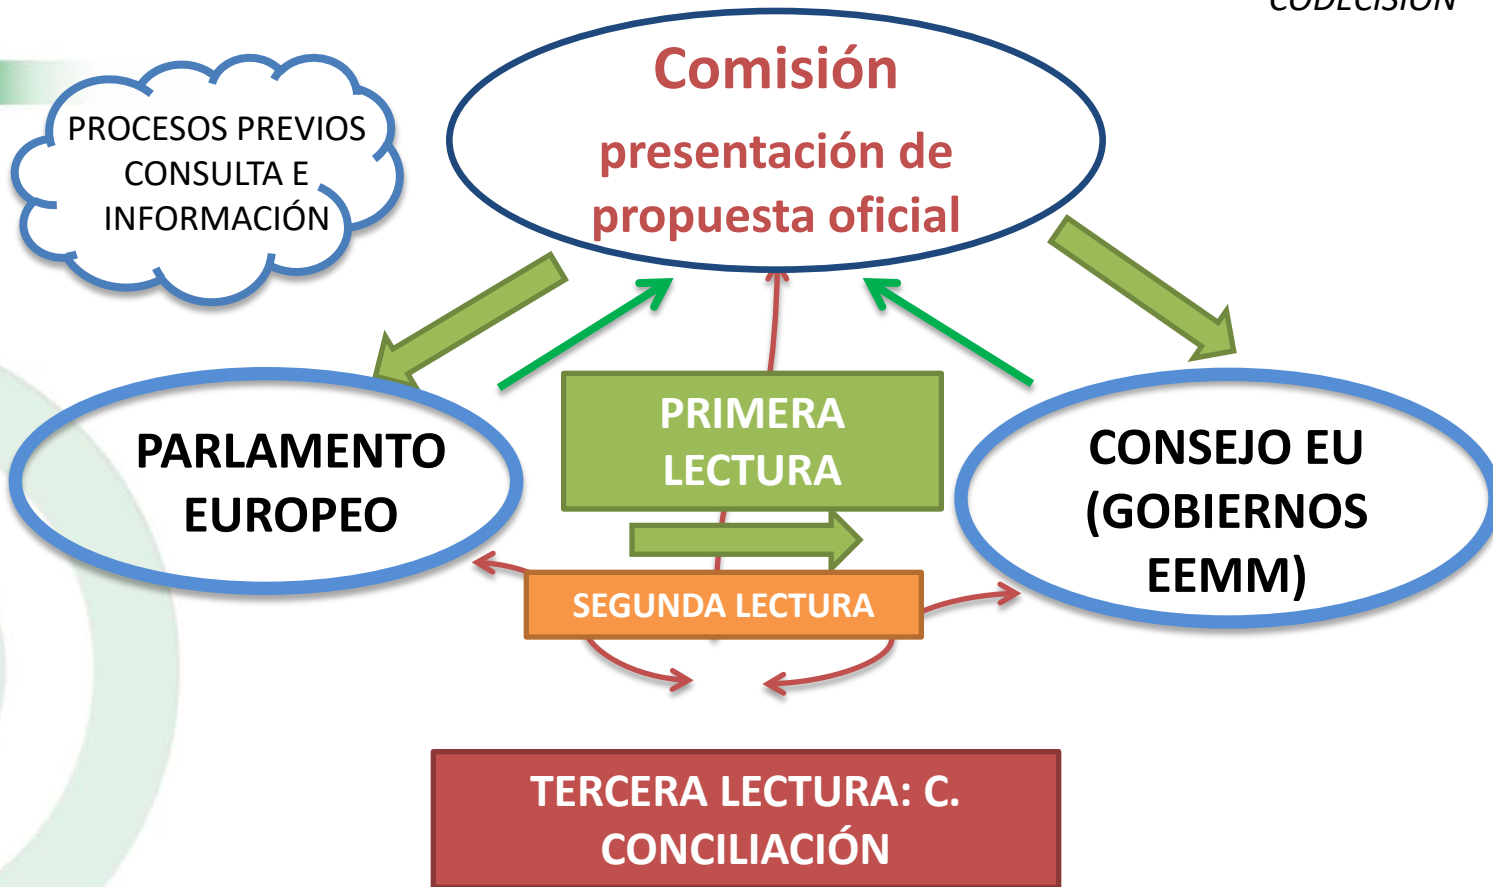 CODECISIÓN
Comisión
presentación de
propuesta oficial
PROCESOS PREVIOS
CONSULTA E
INFORMACIÓN
PARLAMENTO
EUROPEO
PRIMERA
LECTURA
CONSEJO EU
(GOBIERNOS
EEMM)
SEGUNDA LECTURA
TERCERA LECTURA: C.
CONCILIACIÓN